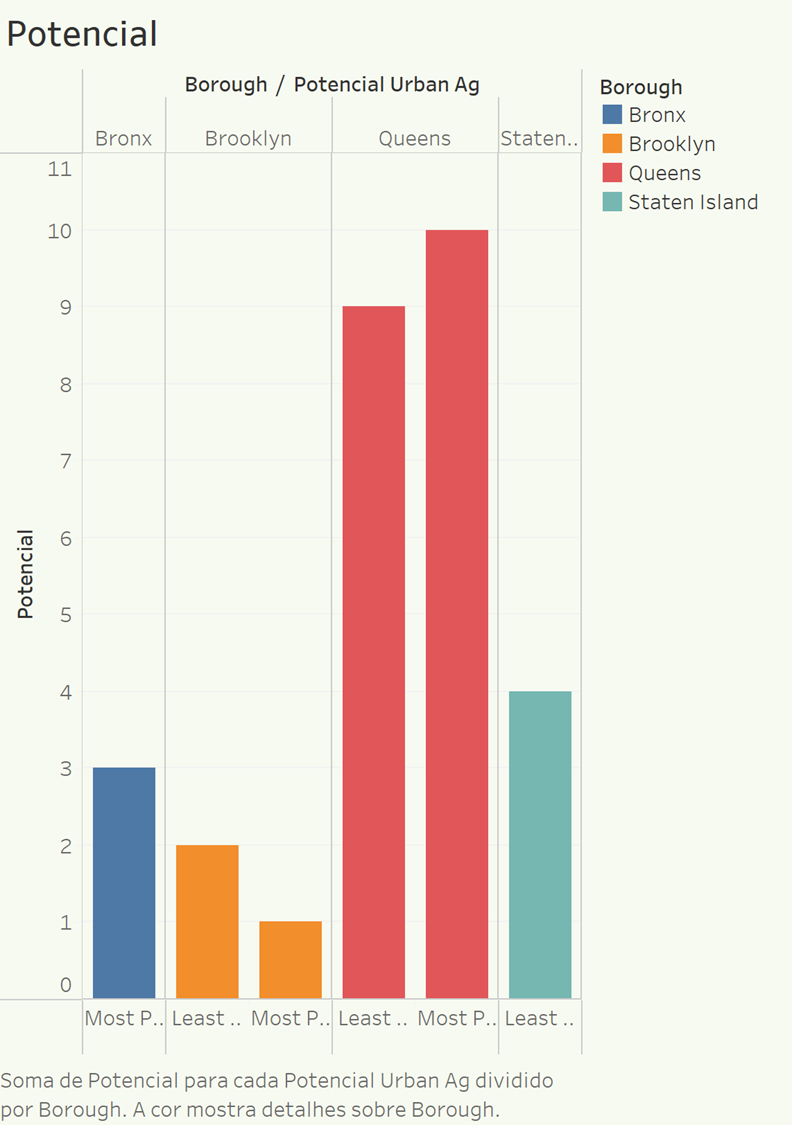 Potencial
Borough / Potencial Urban Ag
Bronx Brooklyn Queens Staten..
Borough
Bronx
Brooklyn
Queens
Staten Island
11
10
9
8
7
6
5
4
3
2
1
0
Potencial
Most P.. Least .. Most P.. Least .. Most P.. Least ..
Soma de Potencial para cada Potencial Urban Ag dividido
por Borough. A cor mostra detalhes sobre Borough.